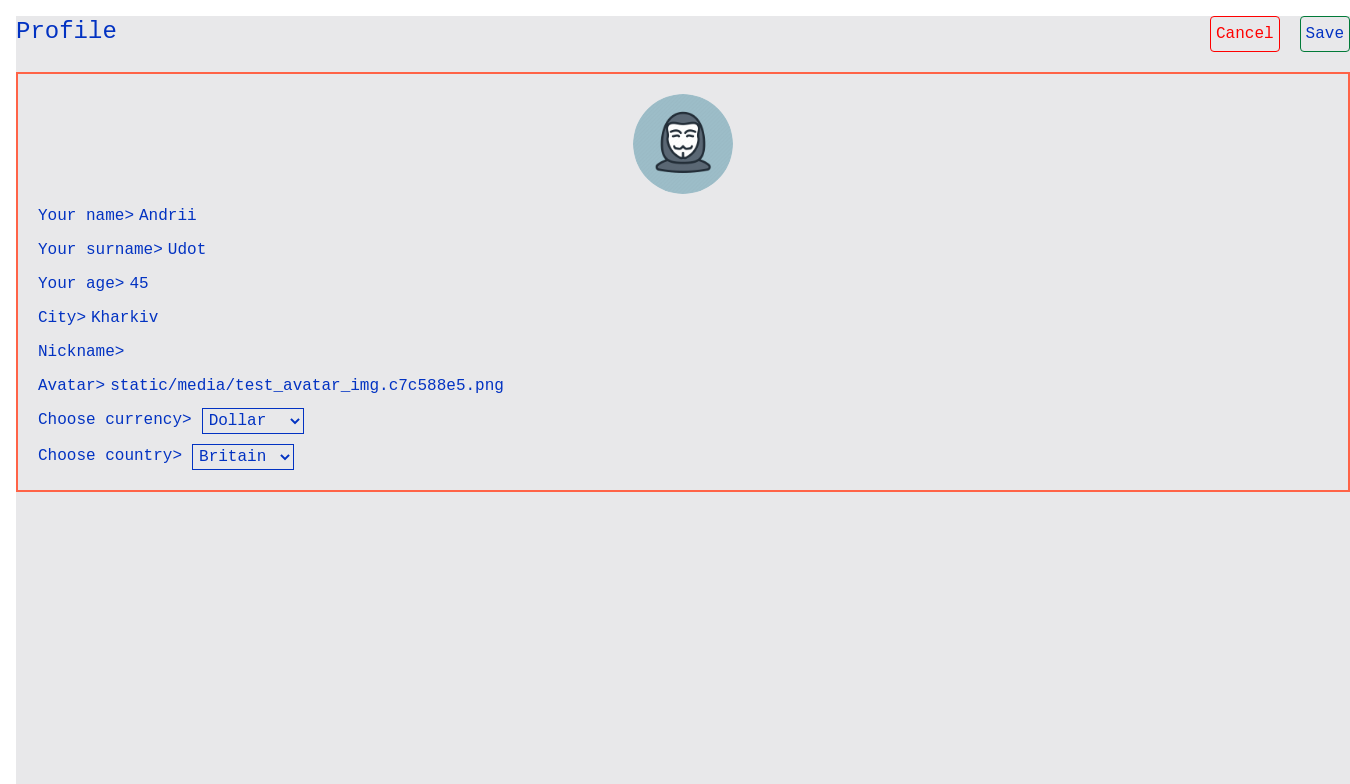 Profile
Cancel
Save
Your name> Andrii
Your surname> Udot
Your age> 45
City> Kharkiv
Nickname>
Avatar> static/media/test_avatar_img.c7c588e5.png
Choose currency> Dollar
Choose country> Britain